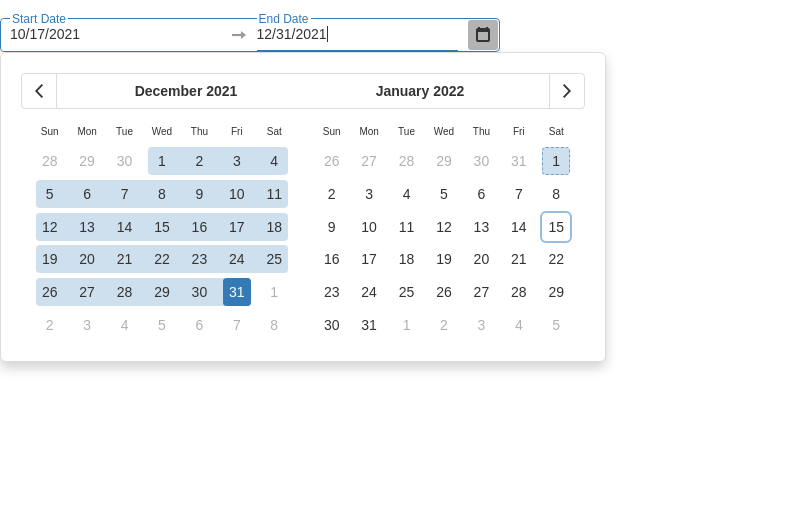 Start Date End Date
10/17/2021 12/31/2021
December 2021 January 2022
Sun Mon Tue Wed Thu Fri Sat Sun Mon Tue Wed Thu Fri Sat
28 29 30 1 2 3 4 26 27 28 29 30 31 1
5 6 7 8 9 10 11 2 3 4 5 6 7 8
12 13 14 15 16 17 18 9 10 11 12 13 14 15
19 20 21 22 23 24 25 16 17 18 19 20 21 22
26 27 28 29 30 31 1 23 24 25 26 27 28 29
2 3 4 5 6 7 8 30 31 1 2 3 4 5